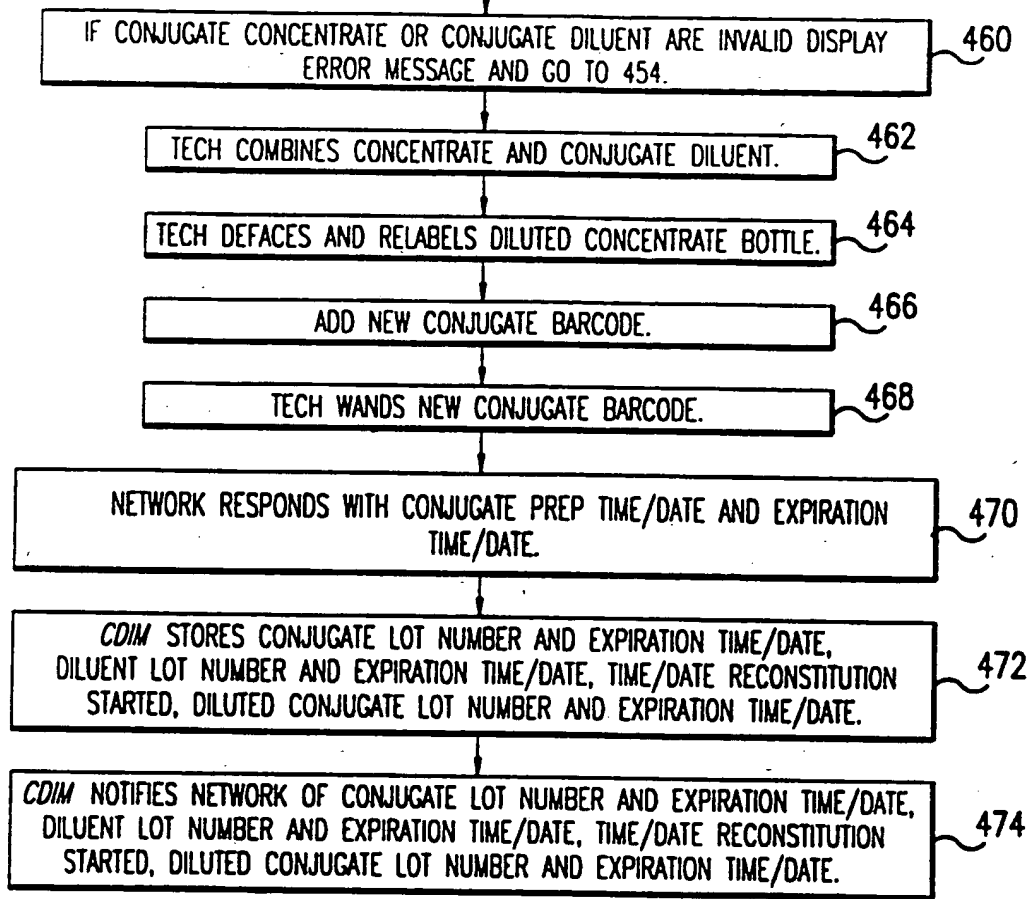 IF CONJUGATE CONCENTRATE OR CONJUGATE DILUENT ARE INVALID DISPLAY
ERROR MESSAGE AND GO TO 454.
460
TECH COMBINES CONCENTRATE AND CONJUGATE DILUENT.
462
TECH DEFACES AND RELABELS DILUTED CONCENTRATE BOTTLE.
464
ADD NEW CONJUGATE BARCODE.
466
TECH WANDS NEW CONJUGATE BARCODE.
468
NETWORK RESPONDS WITH CONJUGATE PREP TIME/DATE AND EXPIRATION
TIME/DATE.
470
CDIM STORES CONJUGATE LOT NUMBER AND EXPIRATION TIME/DATE,
DILUENT LOT NUMBER AND EXPIRATION TIME/DATE, TIME/DATE RECONSTITUTION
STARTED, DILUTED CONJUGATE LOT NUMBER AND EXPIRATION TIME/DATE.
472
CDIM NOTIFIES NETWORK OF CONJUGATE LOT NUMBER AND EXPIRATION TIME/DATE,
DILUENT LOT NUMBER AND EXPIRATION TIME/DATE, TIME/DATE RECONSTITUTION
STARTED, DILUTED CONJUGATE LOT NUMBER AND EXPIRATION TIME/DATE.
474